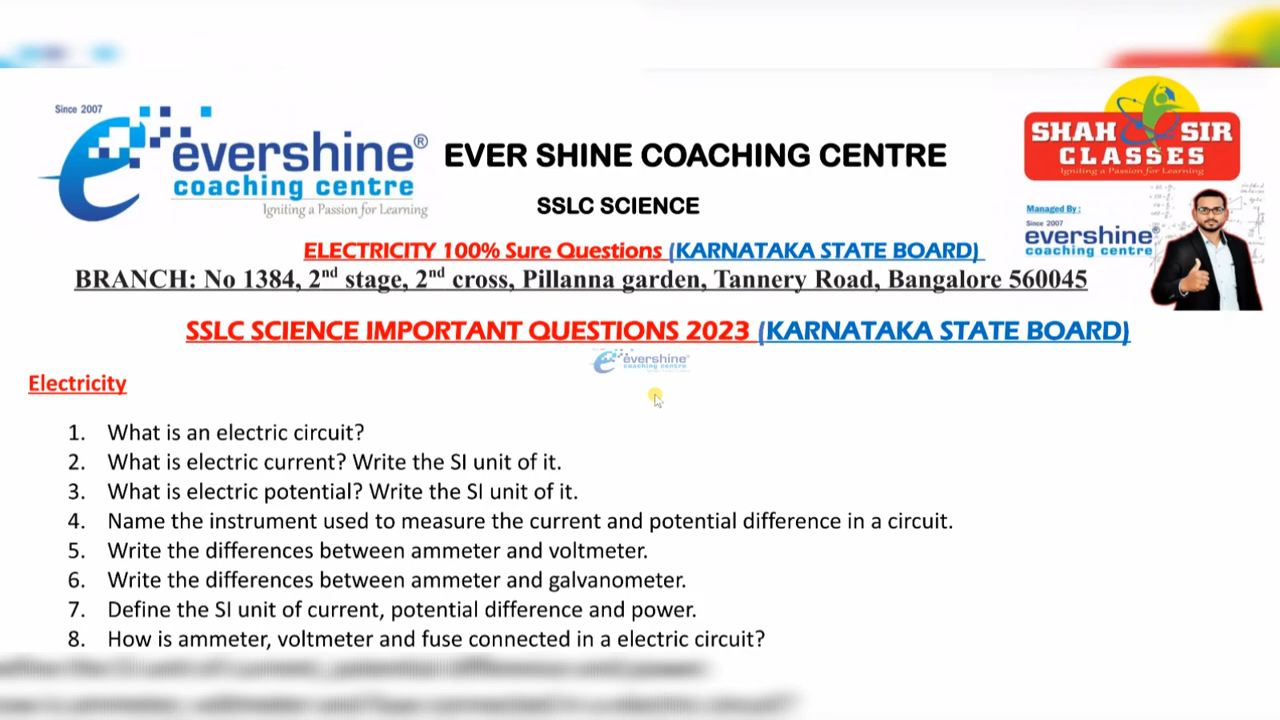 Since 2007
evershine®
coaching centre
Igniting a Passion for Learning
EVER SHINE COACHING CENTRE
SSLC SCIENCE
SHAH SIR
CLASSES
Igniting a Passion for Learning
Managed By :
Since 2007
evershine®
coaching centre
ELECTRICITY 100% Sure Questions (KARNATAKA STATE BOARD)
BRANCH: No 1384, 2nd stage, 2nd cross, Pillanna garden, Tannery Road, Bangalore 560045
SSLC SCIENCE IMPORTANT QUESTIONS 2023 (KARNATAKA STATE BOARD)
evershine
coaching centre
Electricity
1. What is an electric circuit?
2. What is electric current? Write the SI unit of it.
3. What is electric potential? Write the SI unit of it.
4. Name the instrument used to measure the current and potential difference in a circuit.
5. Write the differences between ammeter and voltmeter.
6. Write the differences between ammeter and galvanometer.
7. Define the SI unit of current, potential difference and power.
8. How is ammeter, voltmeter and fuse connected in a electric circuit?